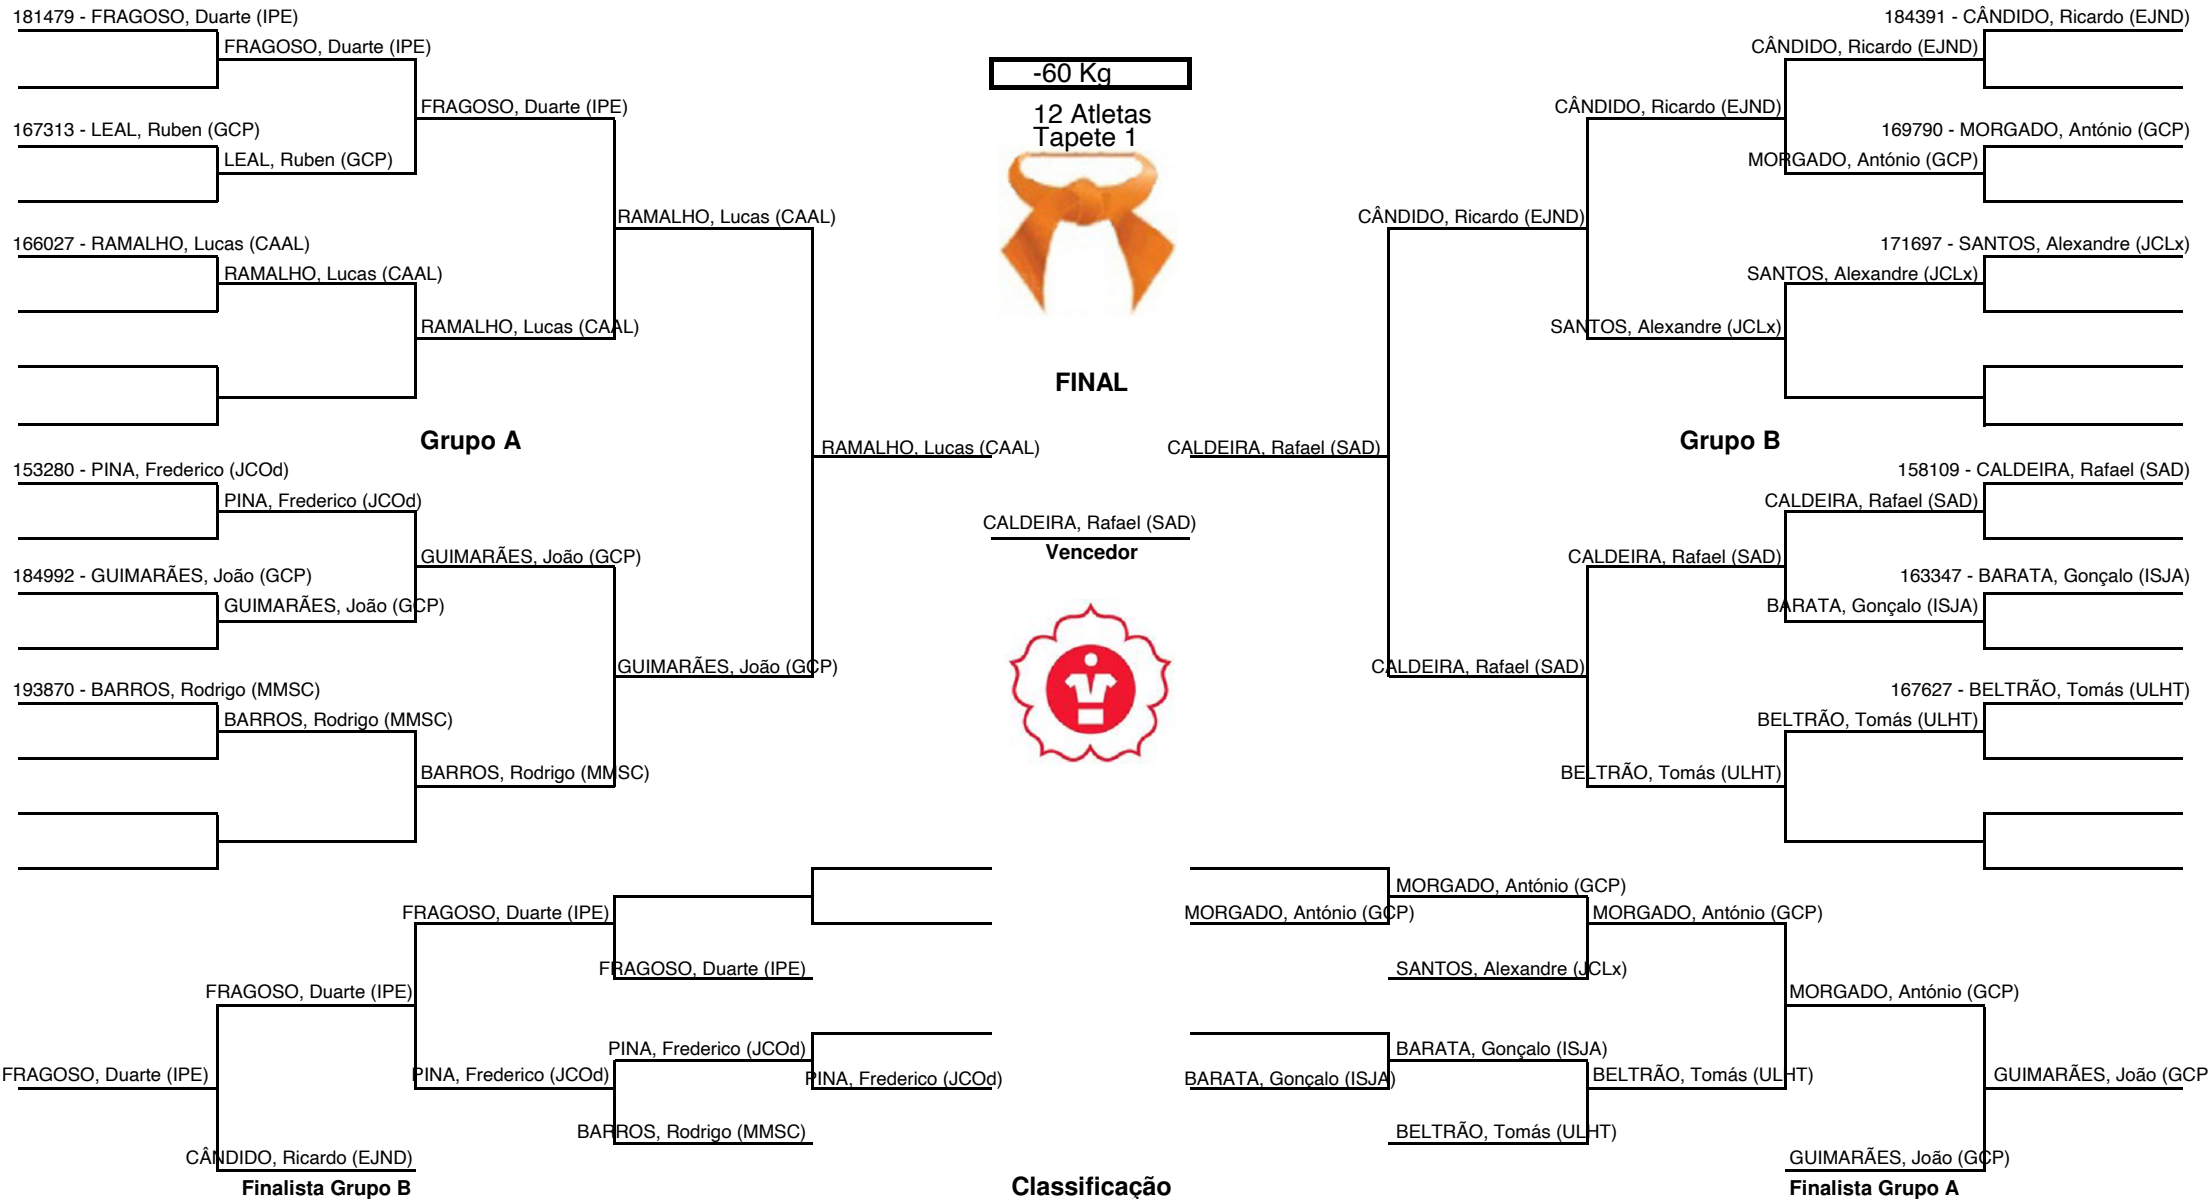 181479 - FRAGOSO, Duarte (IPE)
FRAGOSO, Duarte (IPE)
FRAGOSO, Duarte (IPE)
167313 - LEAL, Ruben (GCP)
LEAL, Ruben (GCP)
RAMALHO, Lucas (CAAL)
166027 - RAMALHO, Lucas (CAAL)
RAMALHO, Lucas (CAAL)
RAMALHO, Lucas (CAAL)
Grupo A
RAMALHO, Lucas (CAAL)
153280 - PINA, Frederico (JCOd)
PINA, Frederico (JCOd)
GUIMARÃES, João (GCP)
184992 - GUIMARÃES, João (GCP)
GUIMARÃES, João (GCP)
GUIMARÃES, João (GCP)
193870 - BARROS, Rodrigo (MMSC)
BARROS, Rodrigo (MMSC)
BARROS, Rodrigo (MMSC)
-60 Kg
12 Atletas
Tapete 1
FINAL
CALDEIRA, Rafael (SAD)
Vencedor
184391 - CÂNDIDO, Ricardo (EJND)
CÂNDIDO, Ricardo (EJND)
CÂNDIDO, Ricardo (EJND)
169790 - MORGADO, António (GCP)
MORGADO, António (GCP)
CÂNDIDO, Ricardo (EJND)
171697 - SANTOS, Alexandre (JCLx)
SANTOS, Alexandre (JCLx)
SANTOS, Alexandre (JCLx)
Grupo B
CALDEIRA, Rafael (SAD)
158109 - CALDEIRA, Rafael (SAD)
CALDEIRA, Rafael (SAD)
CALDEIRA, Rafael (SAD)
163347 - BARATA, Gonçalo (ISJA)
BARATA, Gonçalo (ISJA)
CALDEIRA, Rafael (SAD)
167627 - BELTRÃO, Tomás (ULHT)
BELTRÃO, Tomás (ULHT)
BELTRÃO, Tomás (ULHT)
FRAGOSO, Duarte (IPE)
FRAGOSO, Duarte (IPE)
FRAGOSO, Duarte (IPE)
PINA, Frederico (JCOd)
FRAGOSO, Duarte (IPE)
PINA, Frederico (JCOd)
PINA, Frederico (JCOd)
BARROS, Rodrigo (MMSC)
CÂNDIDO, Ricardo (EJND)
Finalista Grupo B
Classificação
MORGADO, António (GCP)
MORGADO, António (GCP)
MORGADO, António (GCP)
SANTOS, Alexandre (JCLx)
MORGADO, António (GCP)
BARATA, Gonçalo (ISJA)
BARATA, Gonçalo (ISJA)
BELTRÃO, Tomás (ULHT)
GUIMARÃES, João (GCP
BELTRÃO, Tomás (ULHT)
GUIMARÃES, João (GCP)
Finalista Grupo A